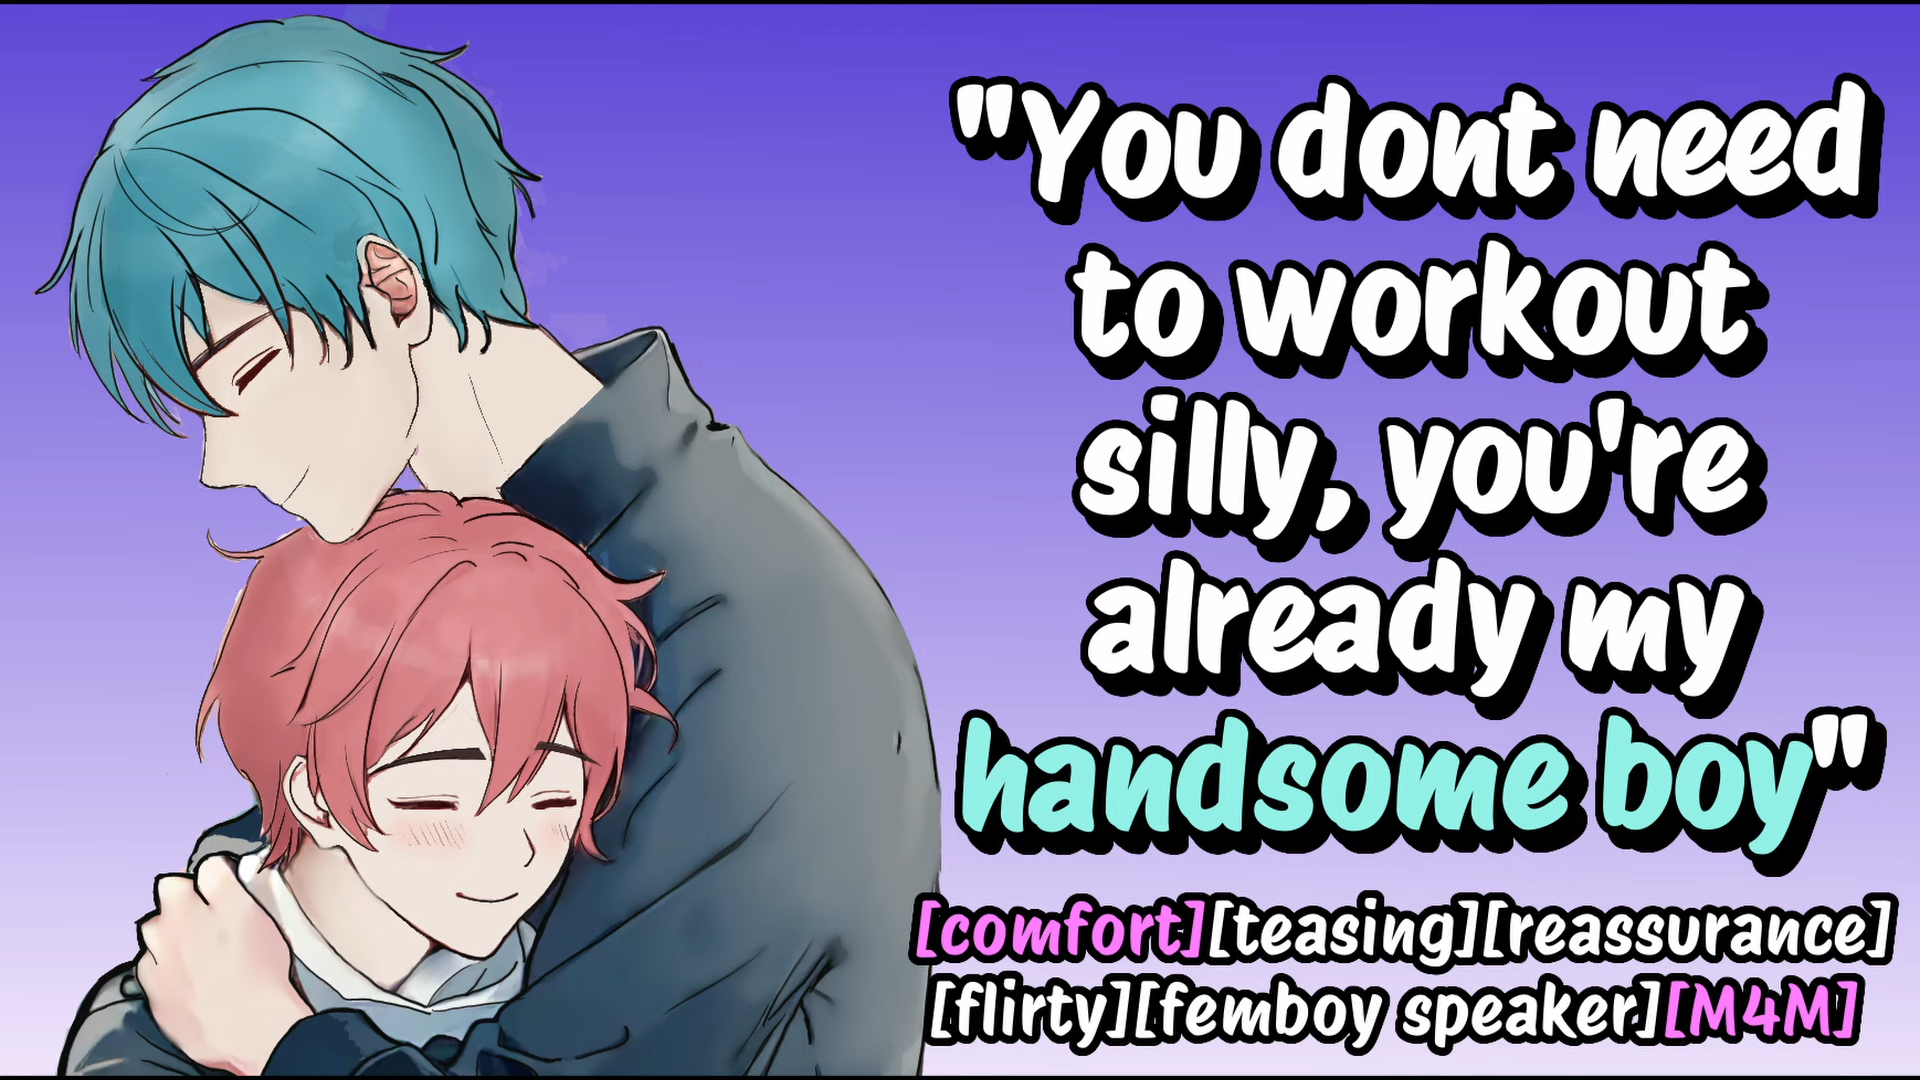 "You dont need
to workout
silly, you're
already my
handsome boy"
[comfort][teasing][reassurance]
[flirty][femboy speaker][M4M]